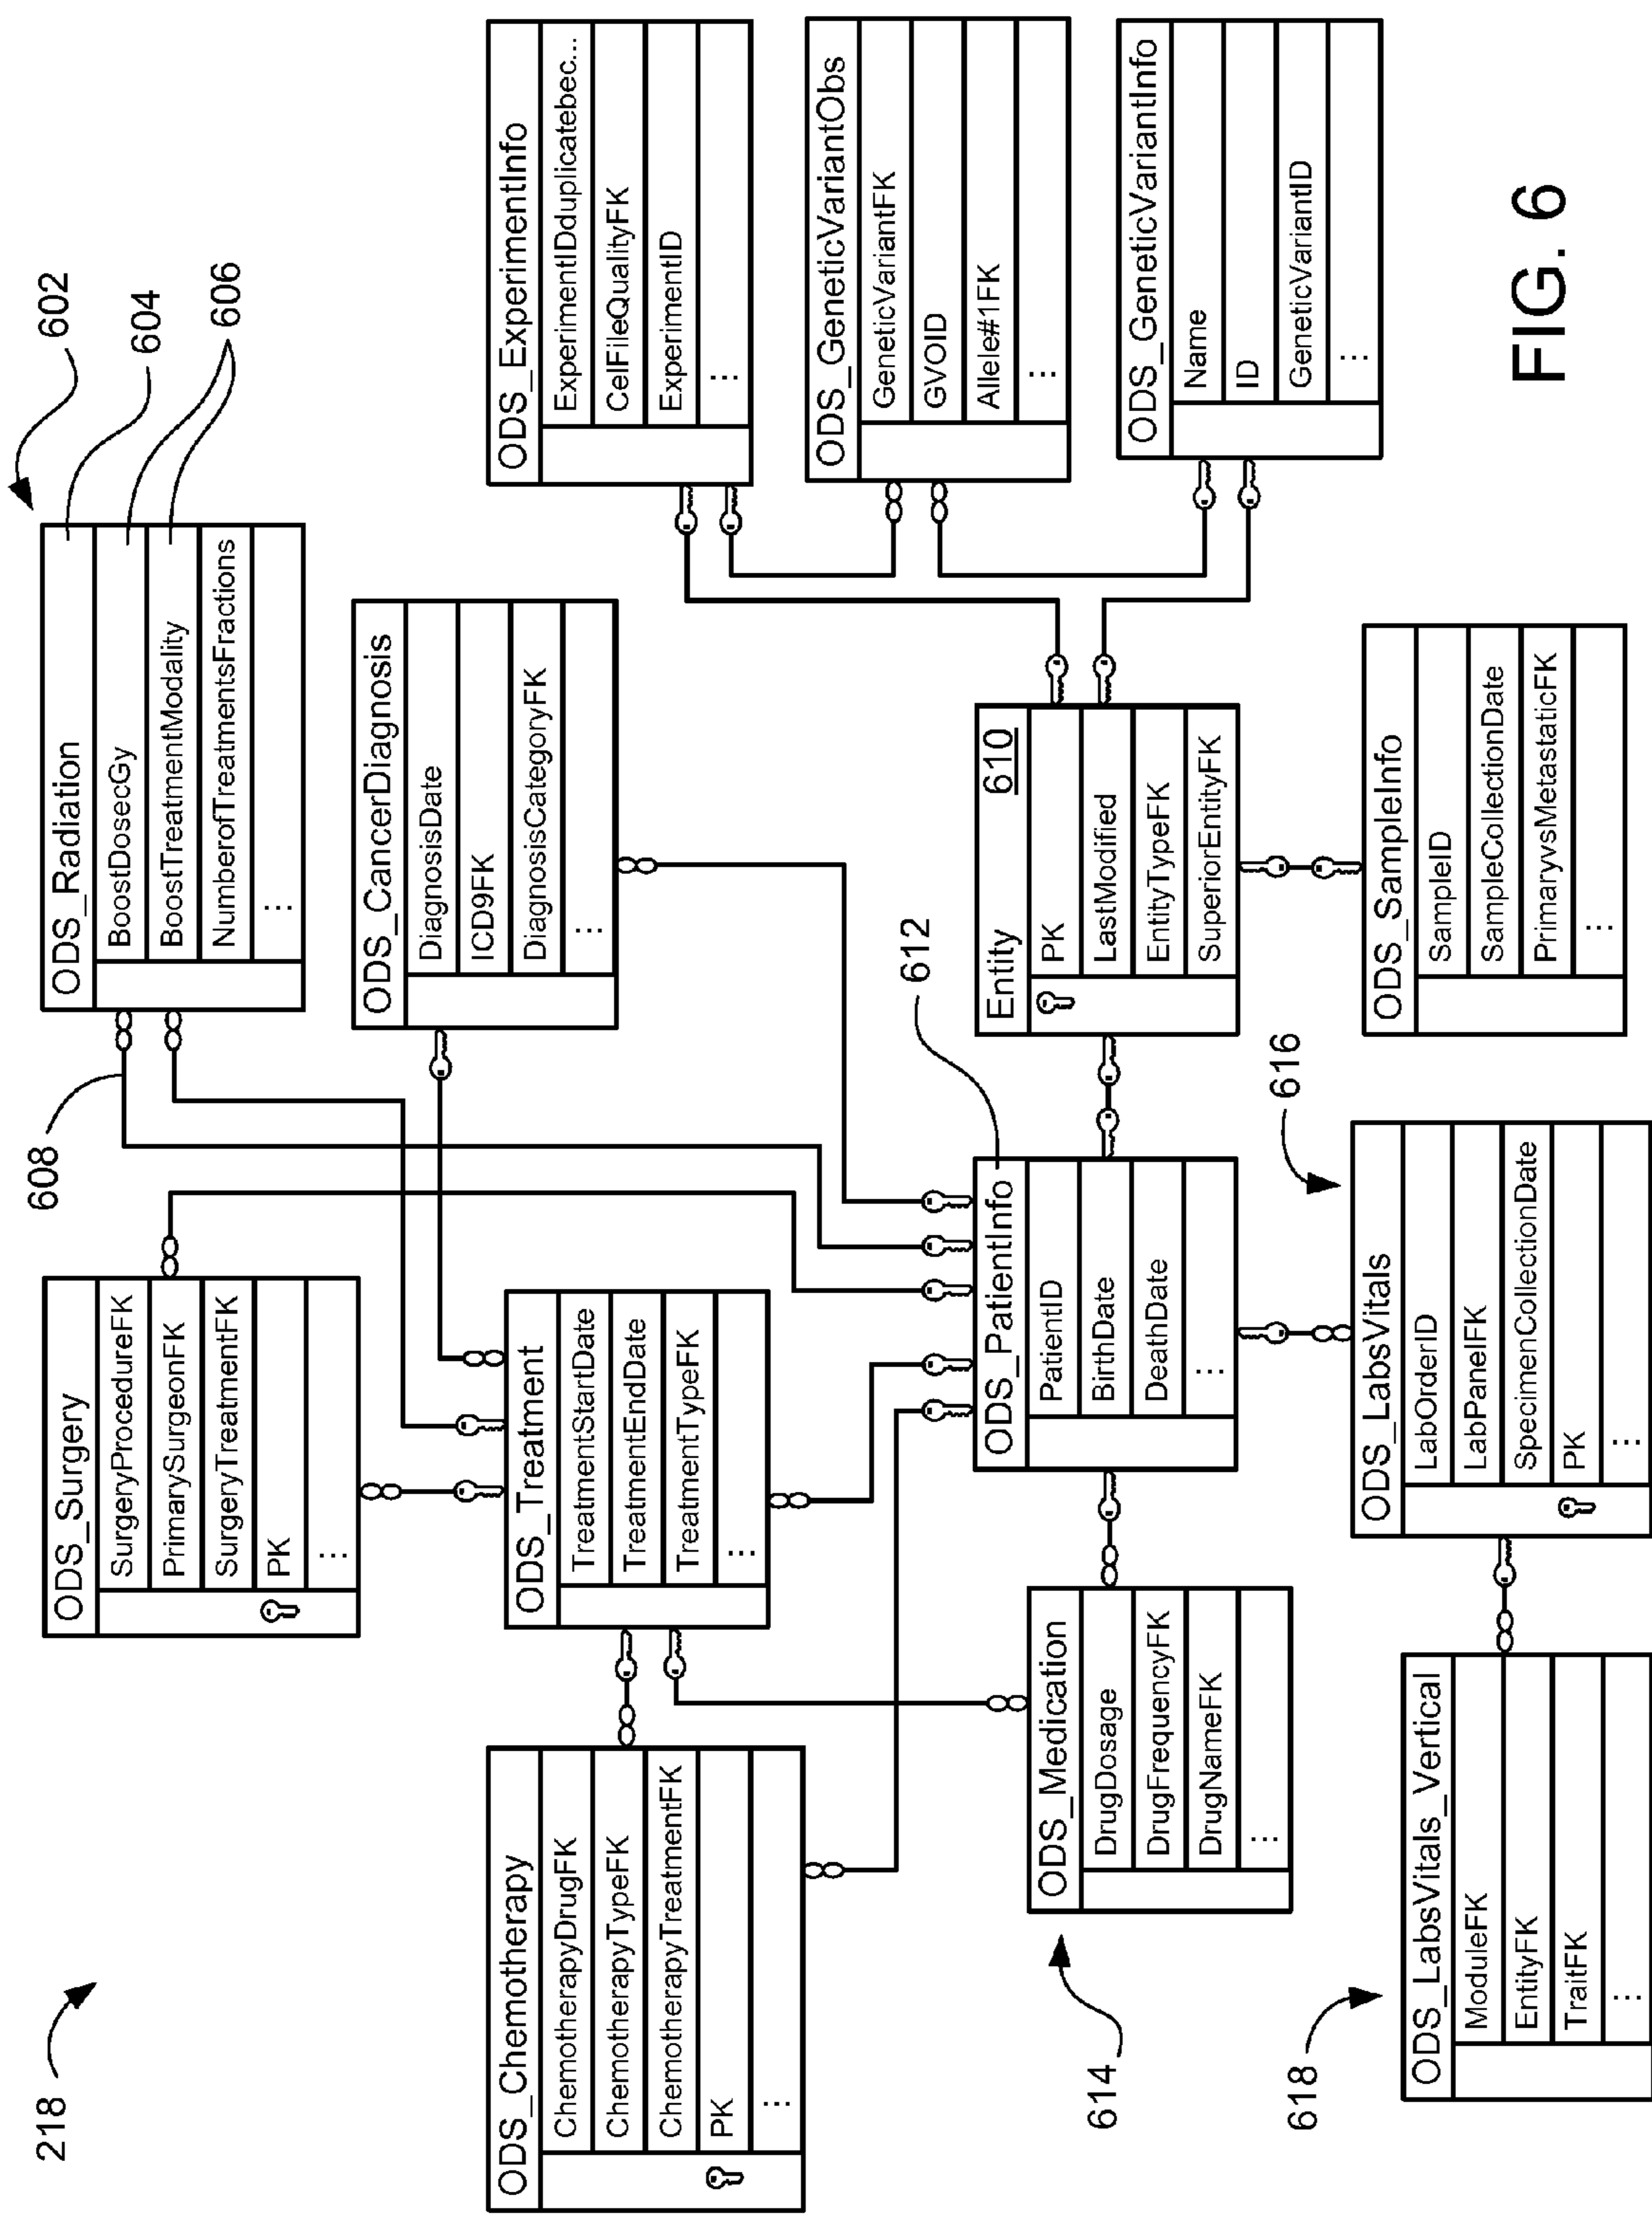 218
ODS_Chemotherapy
ChemotherapyDrugFK
ChemotherapyTypeFK
ChemotherapyTreatmentFK
PK
...
ODS_Surgery
SurgeryProcedureFK
PrimarySurgeonFK
SurgeryTreatmentFK
PK
...
608
ODS_Radiation
BoostDosecGy
BoostTreatmentModality
NumberofTreatmentsFractions
...
602
604
606
ODS_Treatment
TreatmentStartDate
TreatmentEndDate
TreatmentTypeFK
...
ODS_CancerDiagnosis
DiagnosisDate
ICD9FK
DiagnosisCategoryFK
...
ODS_ExperimentInfo
ExperimentIDduplicatebec...
CelFileQualityFK
ExperimentID
...
ODS_GeneticVariantObs
GeneticVariantFK
GVOID
Allele#1FK
...
ODS_GeneticVariantInfo
Name
ID
GeneticVariantID
...
614
ODS_Medication
DrugDosage
DrugFrequencyFK
DrugNameFK
...
612
ODS_PatientInfo
PatientID
BirthDate
DeathDate
...
Entity 610
PK
LastModified
EntityTypeFK
SuperiorEntityFK
618
ODS_LabsVitals_Vertical
ModuleFK
EntityFK
TraitFK
...
616
ODS_LabsVitals
LabOrderID
LabPanelFK
SpecimenCollectionDate
PK
...
ODS_SampleInfo
SampleID
SampleCollectionDate
PrimaryvsMetastaticFK
...
FIG. 6